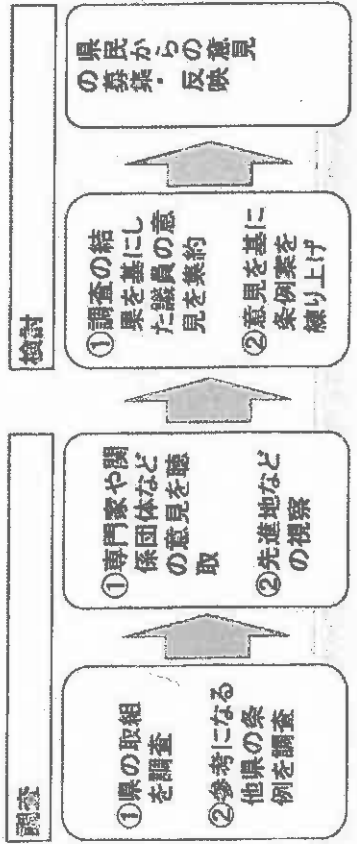 調査
①県の取組
を調査
②参考になる
他県の条
例を調査
①専門家や関
係団体など
の意見を聴
取
②先進地など
の視察
検討
①調査の結
果を基にし
た議員の意
見を集約
②意見を基に
条例案を
練り上げ
県民からの意見
の募集・反映